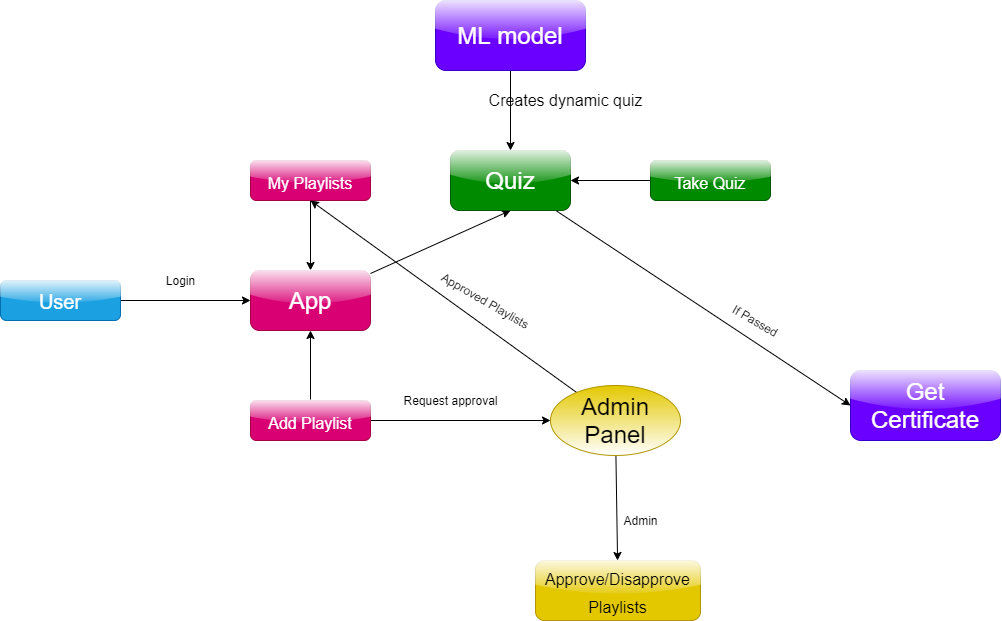 ML model
Creates dynamic quiz
My Playlists
Quiz
Take Quiz
Login
User
App
Approved Playlists
If Passed
Add Playlist
Request approval
Admin
Panel
Get
Certificate
Admin
Approve/Disapprove
Playlists